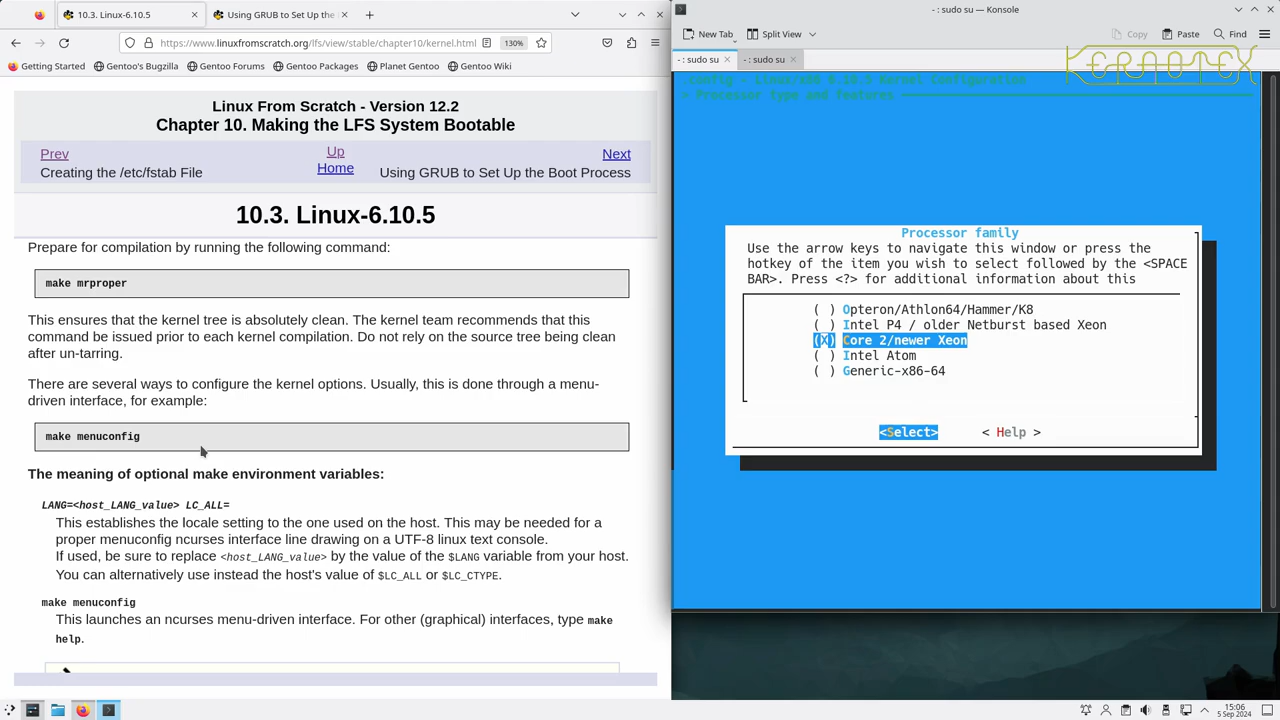 10.3. Linux-6.10.5
Using GRUB to Set Up the
https://www.linuxfromscratch.org/lfs/view/stable/chapter10/kernel.html
130%
Getting Started
Gentoo's Bugzilla
Gentoo Forums
Gentoo Packages
Planet Gentoo
Gentoo Wiki
Linux From Scratch - Version 12.2
Chapter 10. Making the LFS System Bootable
Prev
Up
Next
Creating the /etc/fstab File
Home
Using GRUB to Set Up the Boot Process
10.3. Linux-6.10.5
Prepare for compilation by running the following command:
make mrproper
This ensures that the kernel tree is absolutely clean. The kernel team recommends that this
command be issued prior to each kernel compilation. Do not rely on the source tree being clean
after un-tarring.
There are several ways to configure the kernel options. Usually, this is done through a menu-
driven interface, for example:
make menuconfig
The meaning of optional make environment variables:
LANG=<host_LANG_value> LC_ALL=
This establishes the locale setting to the one used on the host. This may be needed for a
proper menuconfig ncurses interface line drawing on a UTF-8 linux text console.
If used, be sure to replace <host_LANG_value> by the value of the $LANG variable from your host.
You can alternatively use instead the host's value of $LC_ALL or $LC_CTYPE.
make menuconfig
This launches an ncurses menu-driven interface. For other (graphical) interfaces, type make
help.
- : sudo su — Konsole
New Tab
Split View
Copy
Paste
Find
- : sudo su
- : sudo su
KERNOTEX
.config - Linux/x86 6.10.5 Kernel Configuration
> Processor type and features
Processor family
Use the arrow keys to navigate this window or press the
hotkey of the item you wish to select followed by the <SPACE
BAR>. Press <?> for additional information about this
( ) Opteron/Athlon64/Hammer/K8
( ) Intel P4 / older Netburst based Xeon
(X) Core 2/newer Xeon
( ) Intel Atom
( ) Generic-x86-64
<Select>
< Help >
15:06
5 Sep 2024